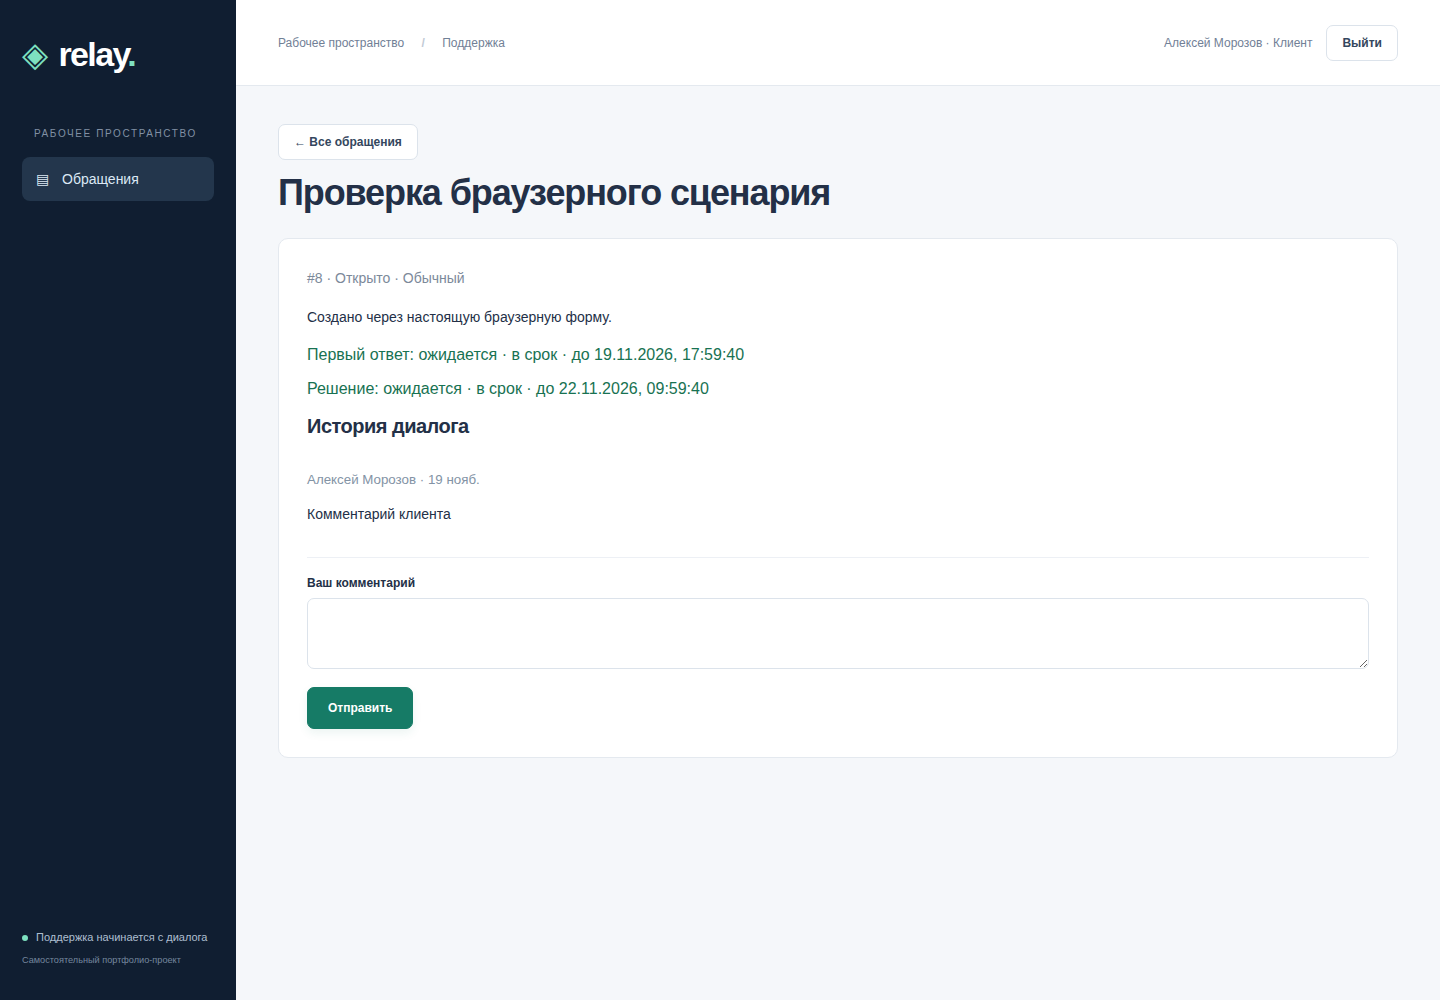 relay.
РАБОЧЕЕ ПРОСТРАНСТВО
Обращения
Поддержка начинается с диалога
Самостоятельный портфолио-проект
Рабочее пространство / Поддержка
Алексей Морозов · Клиент
Выйти
← Все обращения
Проверка браузерного сценария
#8 · Открыто · Обычный
Создано через настоящую браузерную форму.
Первый ответ: ожидается · в срок · до 19.11.2026, 17:59:40
Решение: ожидается · в срок · до 22.11.2026, 09:59:40
История диалога
Алексей Морозов · 19 нояб.
Комментарий клиента
Ваш комментарий
Отправить